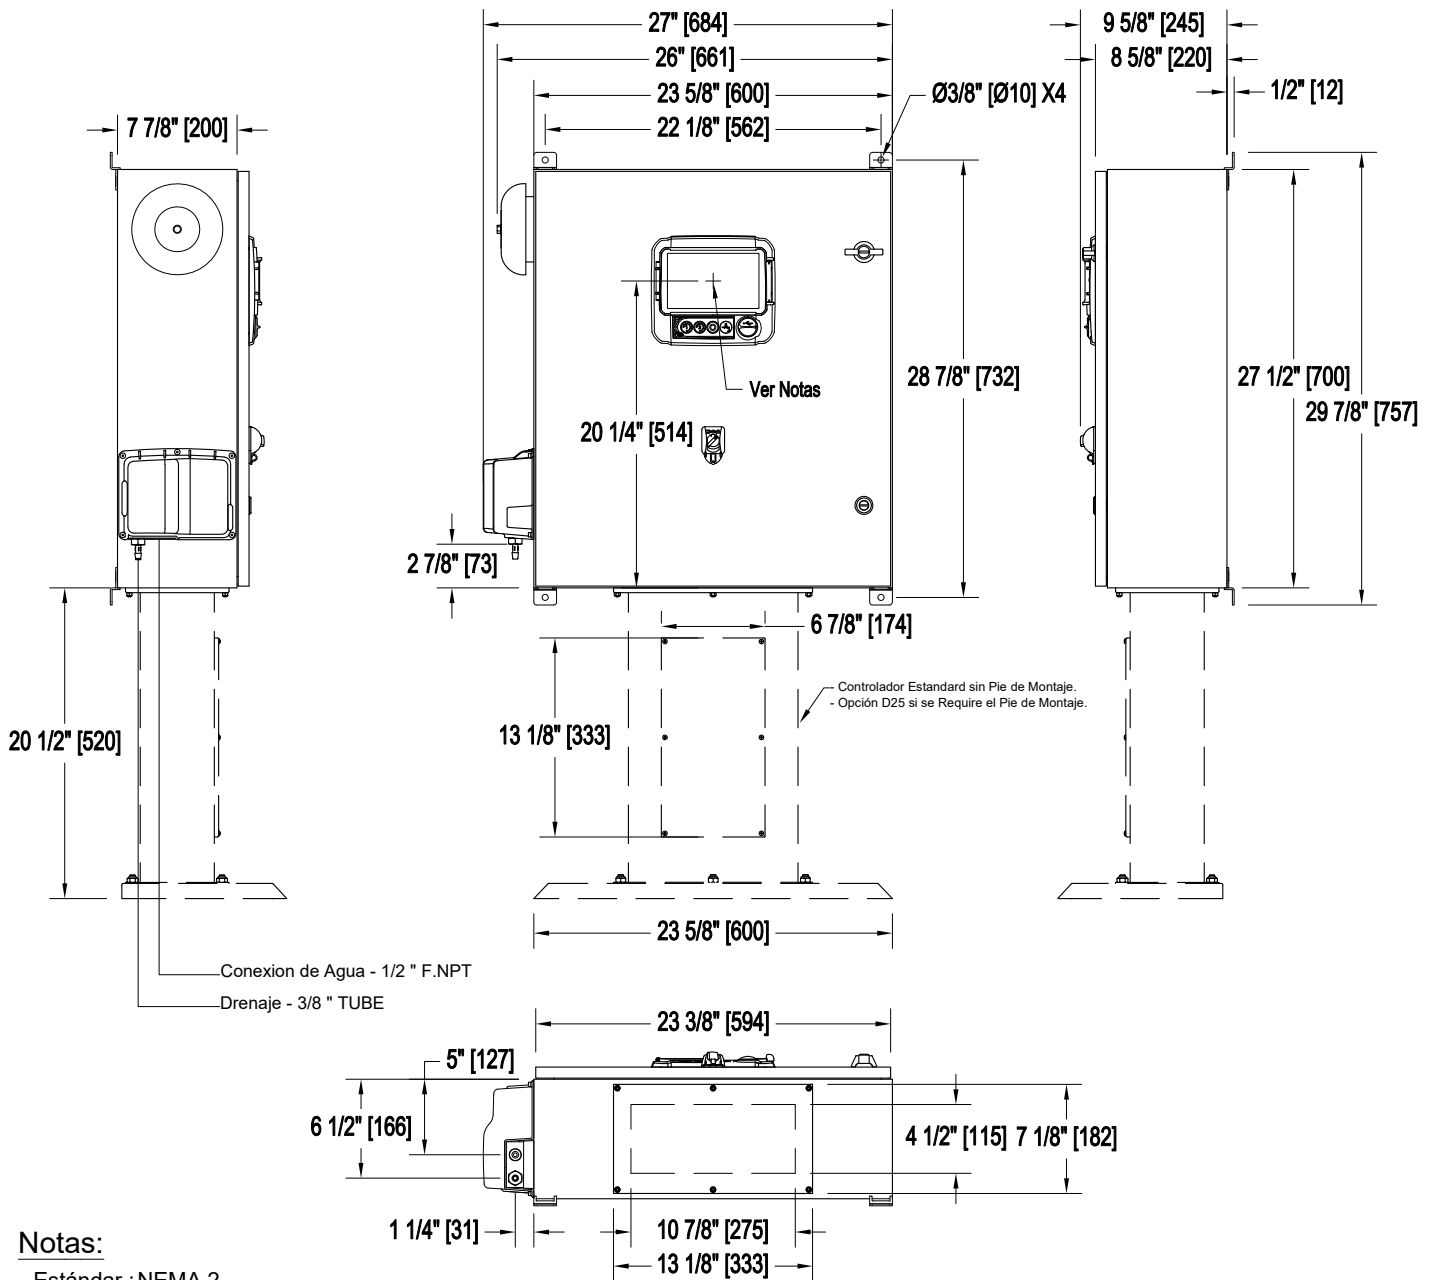 27" [684]
26" [661]
23 5/8" [600]
22 1/8" [562]
Ø3/8" [Ø10] X4
9 5/8" [245]
8 5/8" [220]
1/2" [12]
7 7/8" [200]
28 7/8" [732]
27 1/2" [700]
29 7/8" [757]
Ver Notas
20 1/4" [514]
2 7/8" [73]
6 7/8" [174]
- Controlador Estandard sin Pie de Montaje.
- Opción D25 si se Require el Pie de Montaje.
13 1/8" [333]
20 1/2" [520]
23 5/8" [600]
Conexion de Agua - 1/2 " F.NPT
Drenaje - 3/8 " TUBE
23 3/8" [594]
5" [127]
6 1/2" [166]
4 1/2" [115]
7 1/8" [182]
1 1/4" [31]
10 7/8" [275]
13 1/8" [333]
Notas:
Estándar : NEMA 2